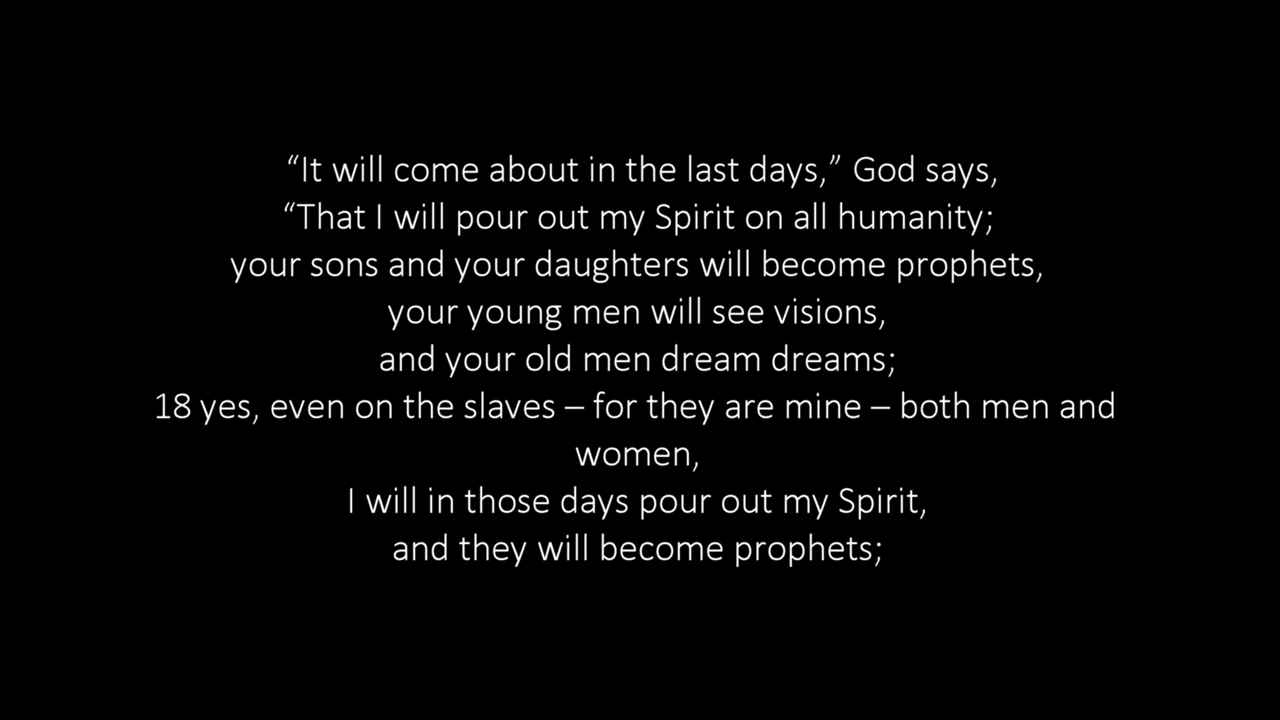 “It will come about in the last days,” God says,
“That I will pour out my Spirit on all humanity;
your sons and your daughters will become prophets,
your young men will see visions,
and your old men dream dreams;
18 yes, even on the slaves – for they are mine – both men and
women,
I will in those days pour out my Spirit,
and they will become prophets;